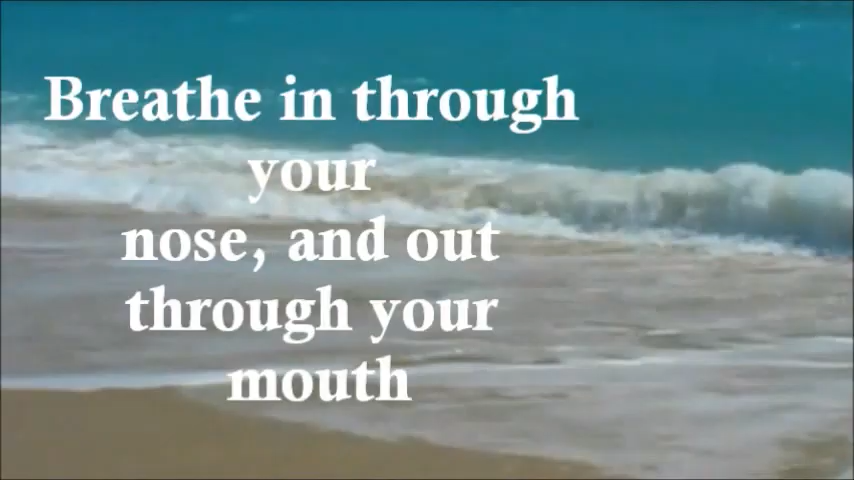 Breathe in through
your
nose, and out
through your
mouth